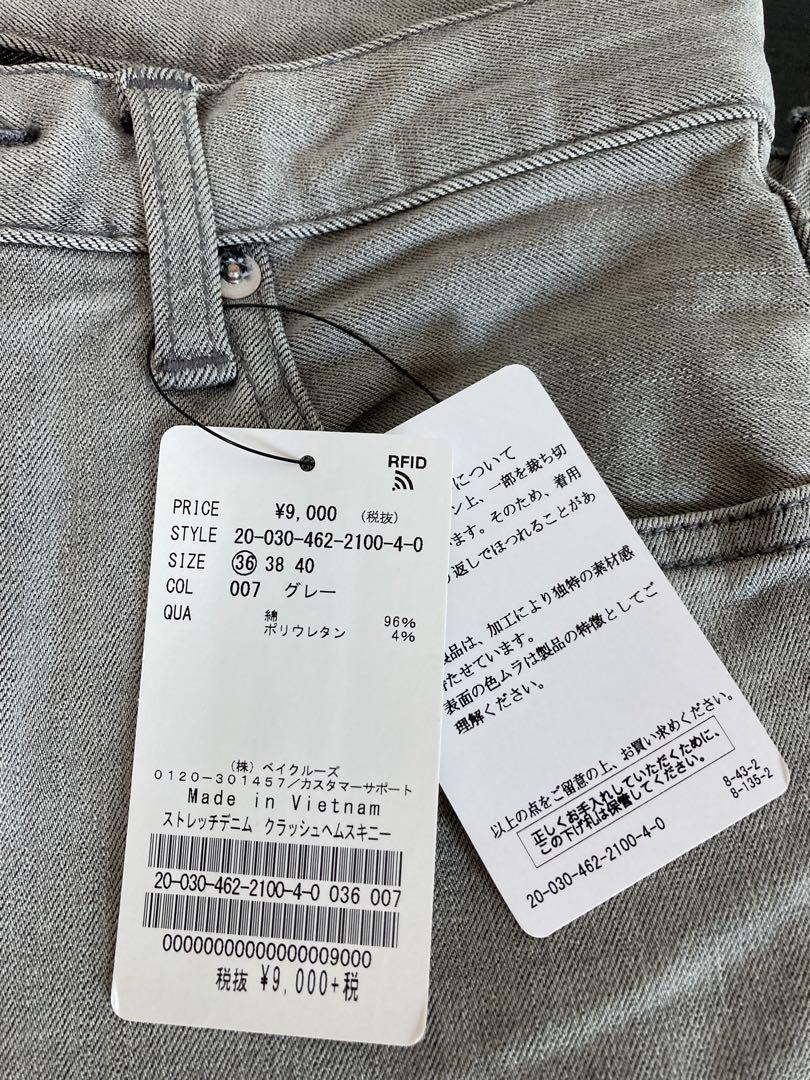 RFID
PRICE ¥9,000 (税抜)
STYLE 20-030-462-2100-4-0
SIZE 36 38 40
COL 007 グレー
QUA 綿 96%
ポリウレタン 4%
(株) ベイクルーズ
0120-301457/カスタマーサポート
Made in Vietnam
ストレッチデニム クラッシュヘムスキニー
20-030-462-2100-4-0 036 007
00000000000000009000
税抜 ¥9,000+税
について
ン上、一部を裁ち切
ます。そのため、着用
り返しでほつれることがあ
製品は、加工により独特の素材感
たせています。
表面の色ムラは製品の特徴としてご
理解ください。
以上の点をご留意の上、お買い求めください。
正しくお手入れしていただくために、
この下げ札は保管してください。
8-43-2
8-135-2
20-030-462-2100-4-0